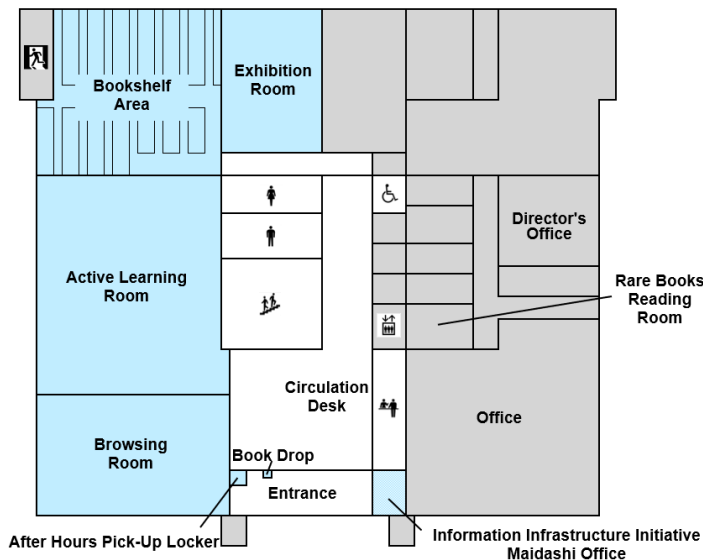 Exhibition
Room
Bookshelf
Area
Director's
Office
Active Learning
Room
Rare Books
Reading
Room
Circulation
Desk
Office
Browsing
Room
Book Drop
Entrance
After Hours Pick-Up Locker
Information Infrastructure Initiative
Maidashi Office